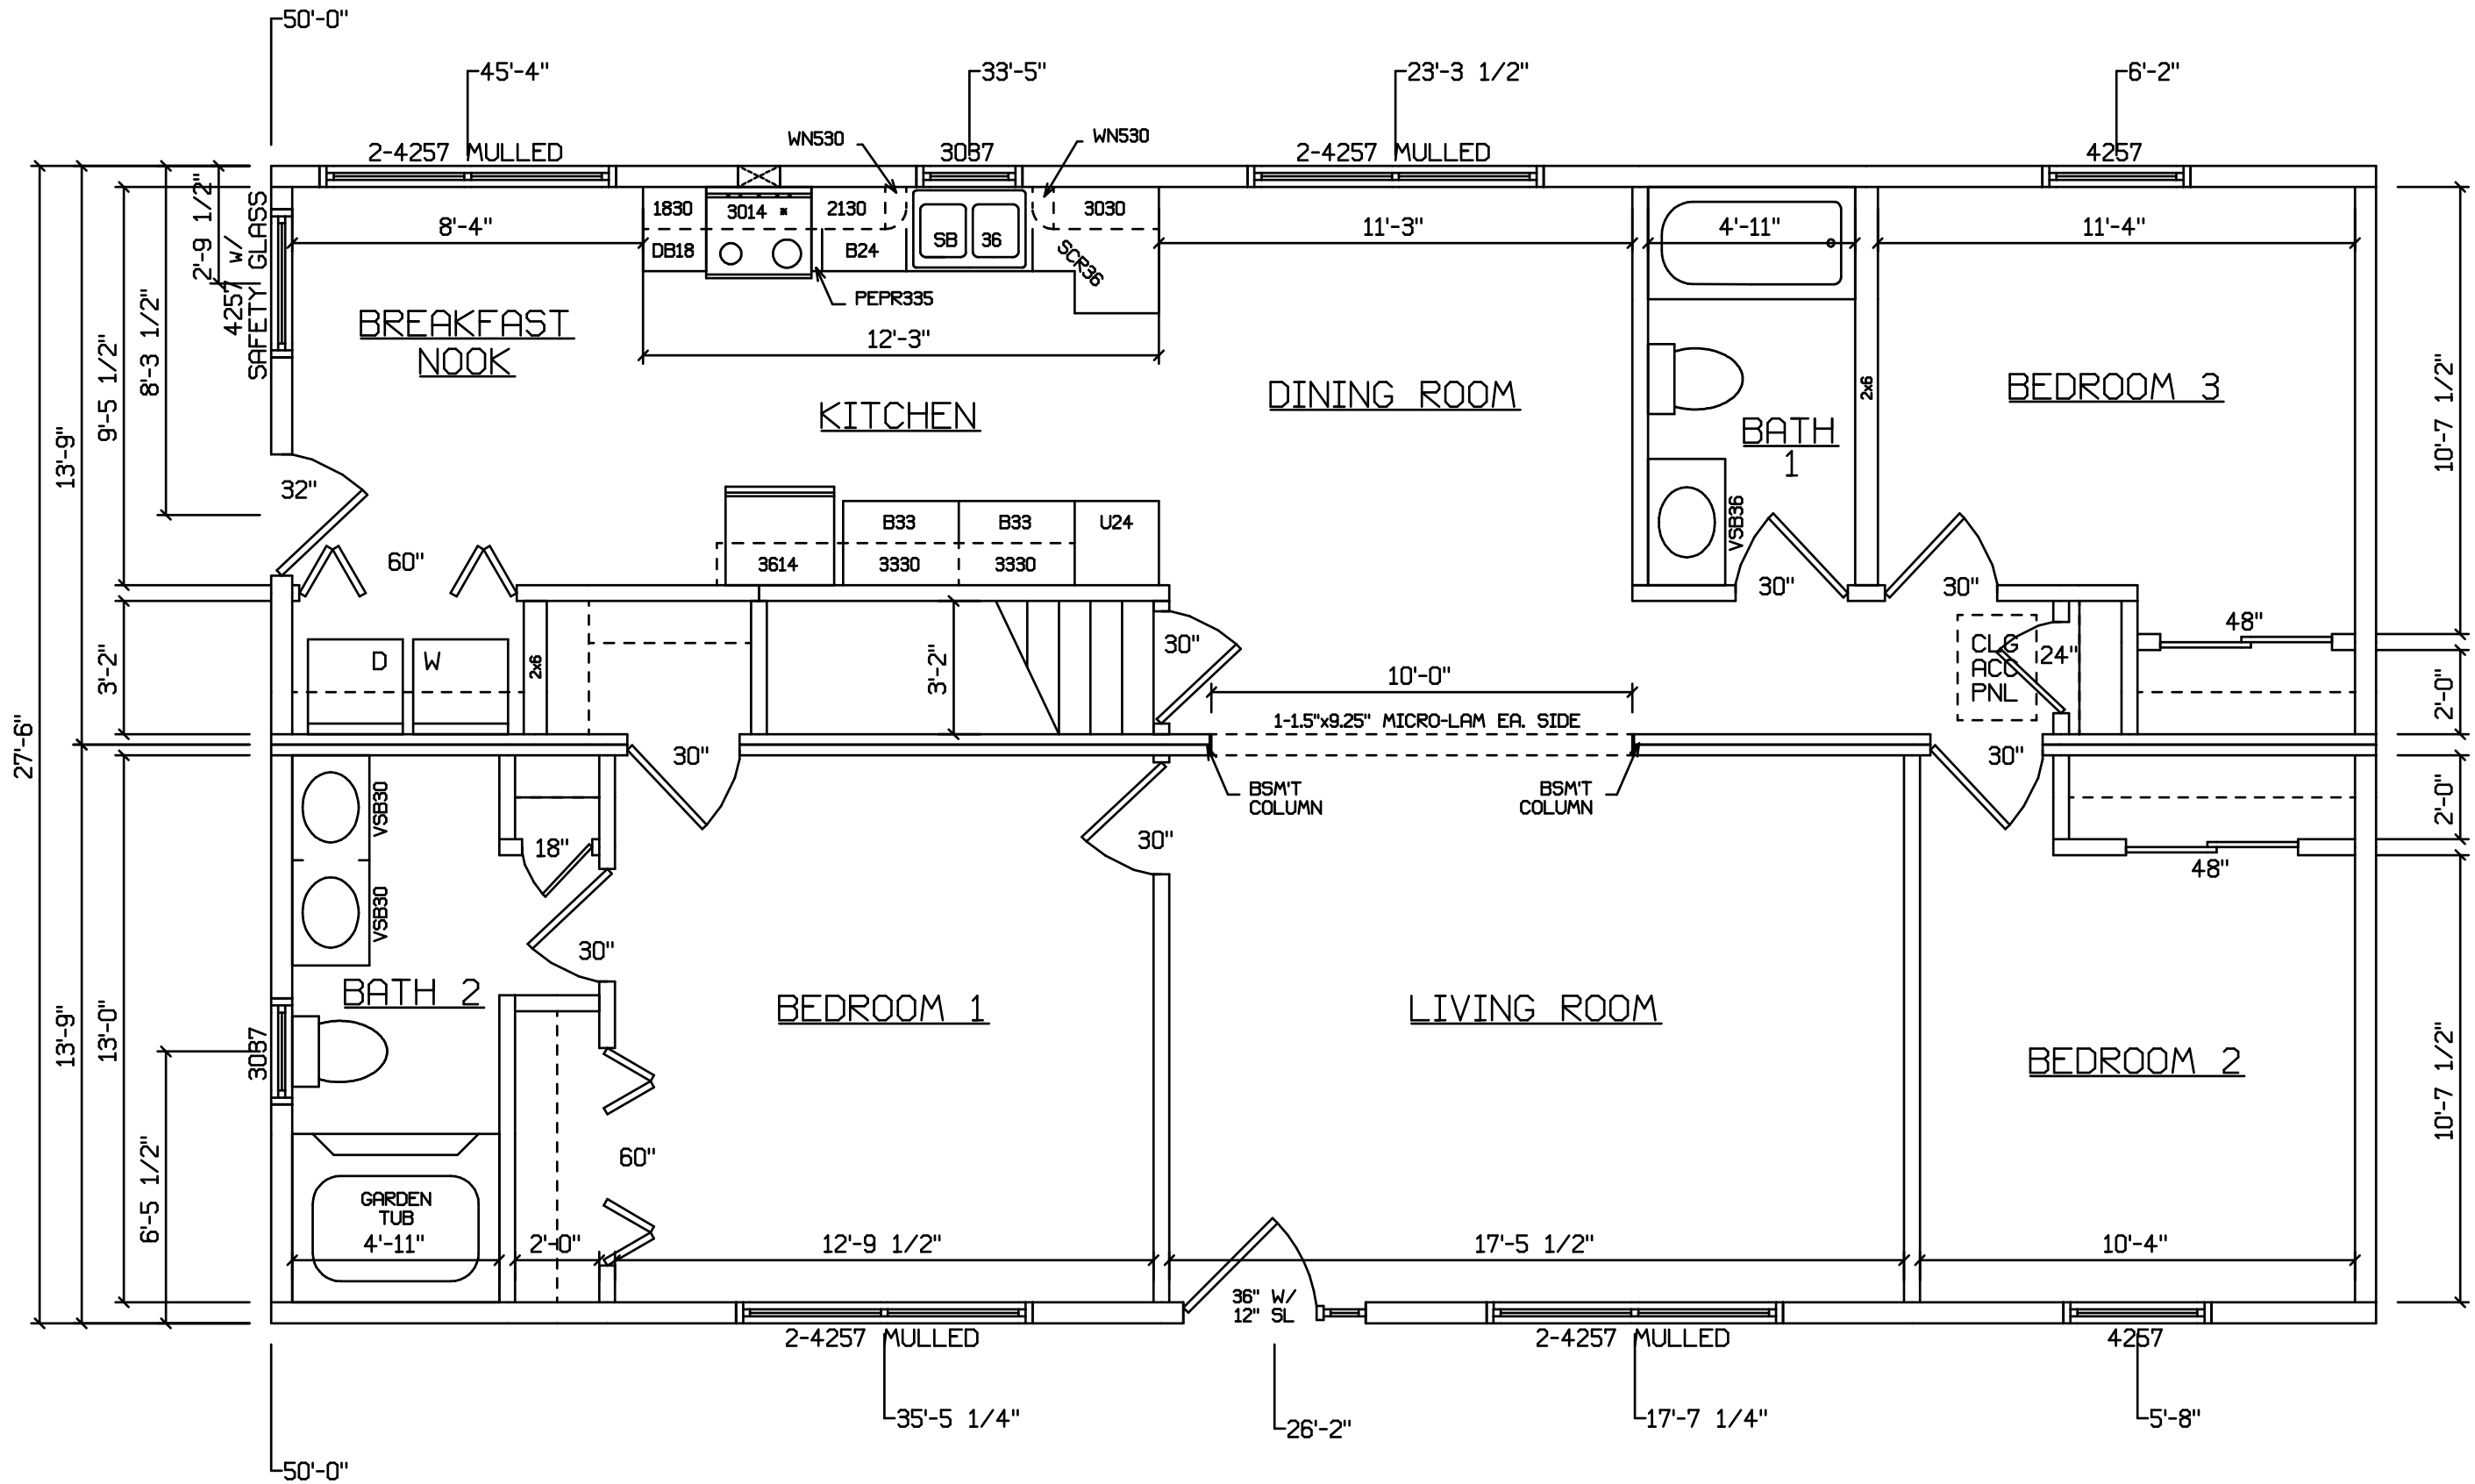 50'-0"
45'-4"
33'-5"
23'-3 1/2"
6'-2"
2-4257 MULLED
WN530
3037
WN530
2-4257 MULLED
4257
1830
3014 *
2130
3030
8'-4"
11'-3"
4'-11"
11'-4"
DB18
B24
SB 36
SCR36
PEPR335
2'-9 1/2"
4257 W/
SAFETY GLASS
8'-3 1/2"
9'-5 1/2"
13'-9"
27'-6"
BREAKFAST
NOOK
12'-3"
KITCHEN
DINING ROOM
BATH
1
2x6
BEDROOM 3
10'-7 1/2"
32"
60"
B33
B33
U24
3614
3330
3330
VSB36
30"
30"
3'-2"
D
W
2x6
3'-2"
30"
10'-0"
1-1.5"x9.25" MICRO-LAM EA. SIDE
CLG
ACC
PNL
24"
48"
2'-0"
30"
30"
BSM'T
COLUMN
BSM'T
COLUMN
30"
2'-0"
VSB30
VSB30
18"
30"
48"
13'-9"
13'-0"
BATH 2
BEDROOM 1
LIVING ROOM
BEDROOM 2
10'-7 1/2"
3037
6'-5 1/2"
60"
GARDEN
TUB
4'-11"
2'-0"
12'-9 1/2"
17'-5 1/2"
10'-4"
36" W/
12" SL
2-4257 MULLED
2-4257 MULLED
4257
35'-5 1/4"
26'-2"
17'-7 1/4"
5'-8"
50'-0"